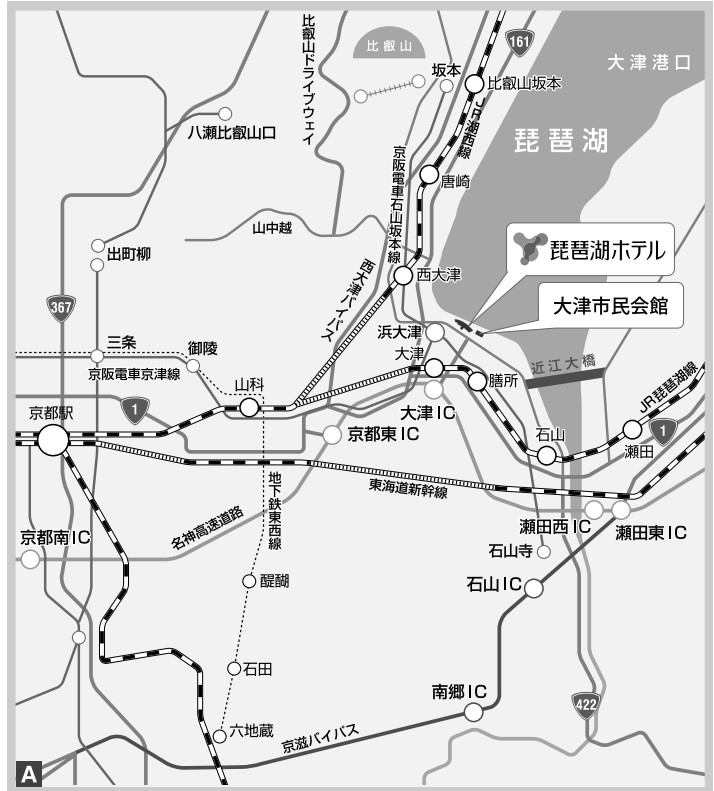 161
比叡山ドライブウェイ
比叡山
坂本
比叡山坂本
大津港口
JR湖西線
八瀬比叡山口
琵琶湖
京阪電車石山坂本線
唐崎
山中越
出町柳
琵琶湖ホテル
西大津バイパス
西大津
大津市民会館
367
浜大津
三条
御陵
大津
近江大橋
京阪電車京津線
山科
膳所
JR琵琶湖線
1
大津IC
京都駅
京都東IC
石山
1
瀬田
地下鉄東西線
東海道新幹線
名神高速道路
瀬田西IC
瀬田東IC
京都南IC
石山寺
醍醐
石山IC
石田
南郷IC
422
六地蔵
京滋バイパス
A